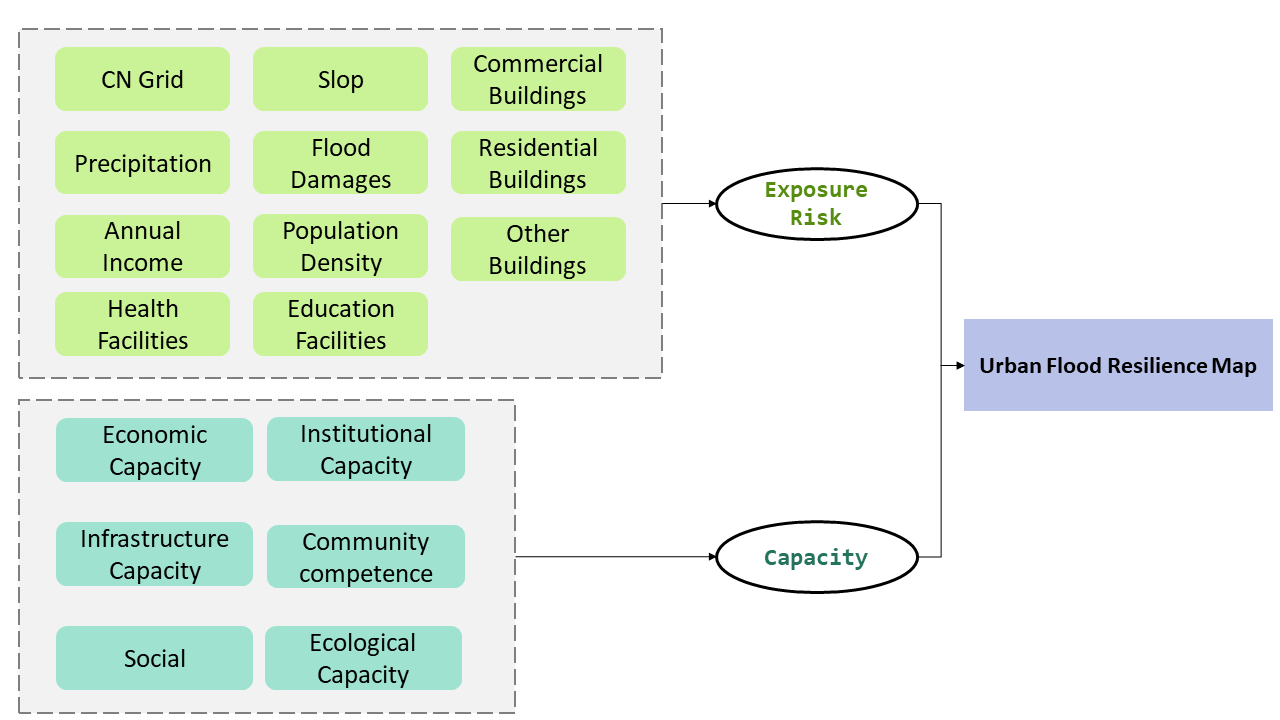 CN Grid
Slop
Commercial
Buildings
Precipitation
Flood
Damages
Residential
Buildings
Annual
Income
Population
Density
Other
Buildings
Health
Facilities
Education
Facilities
Exposure
Risk
Urban Flood Resilience Map
Economic
Capacity
Institutional
Capacity
Infrastructure
Capacity
Community
competence
Social
Ecological
Capacity
Capacity